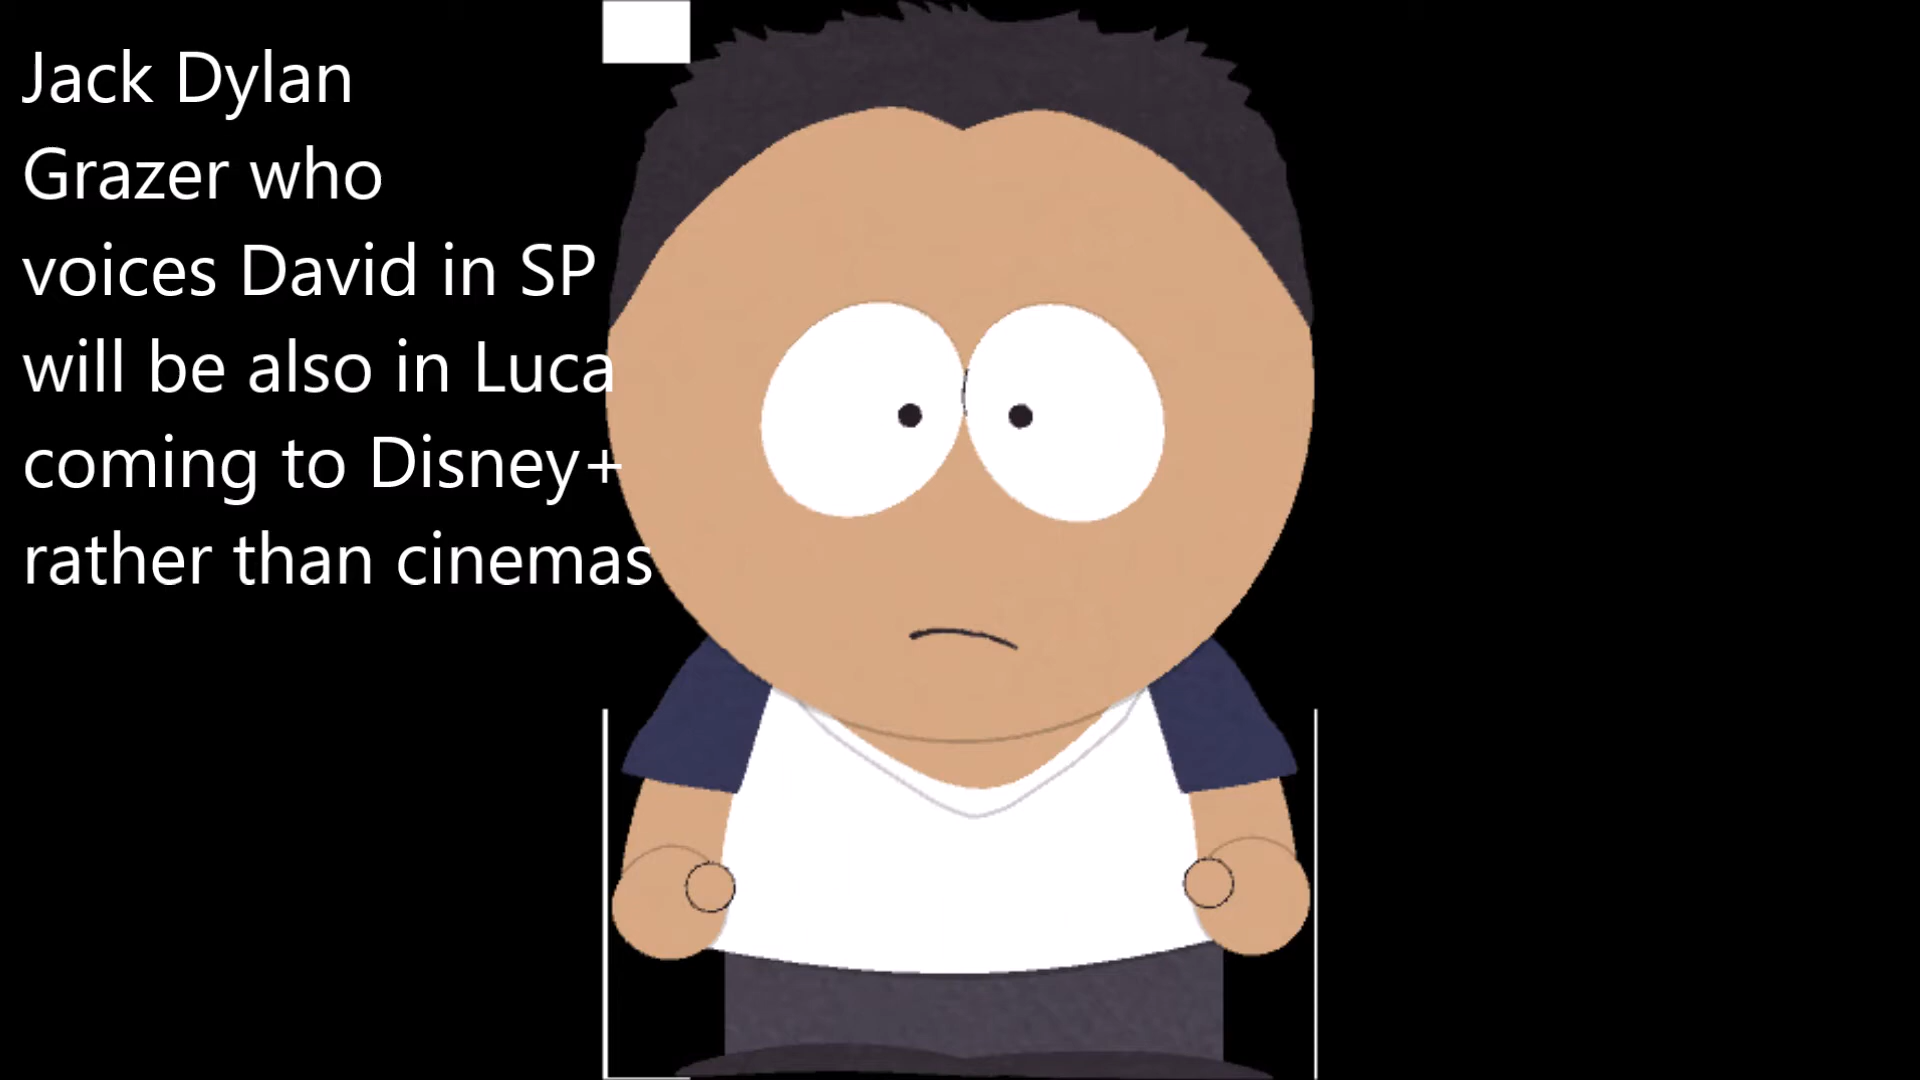 Jack Dylan
Grazer who
voices David in SP
will be also in Luca
coming to Disney+
rather than cinemas